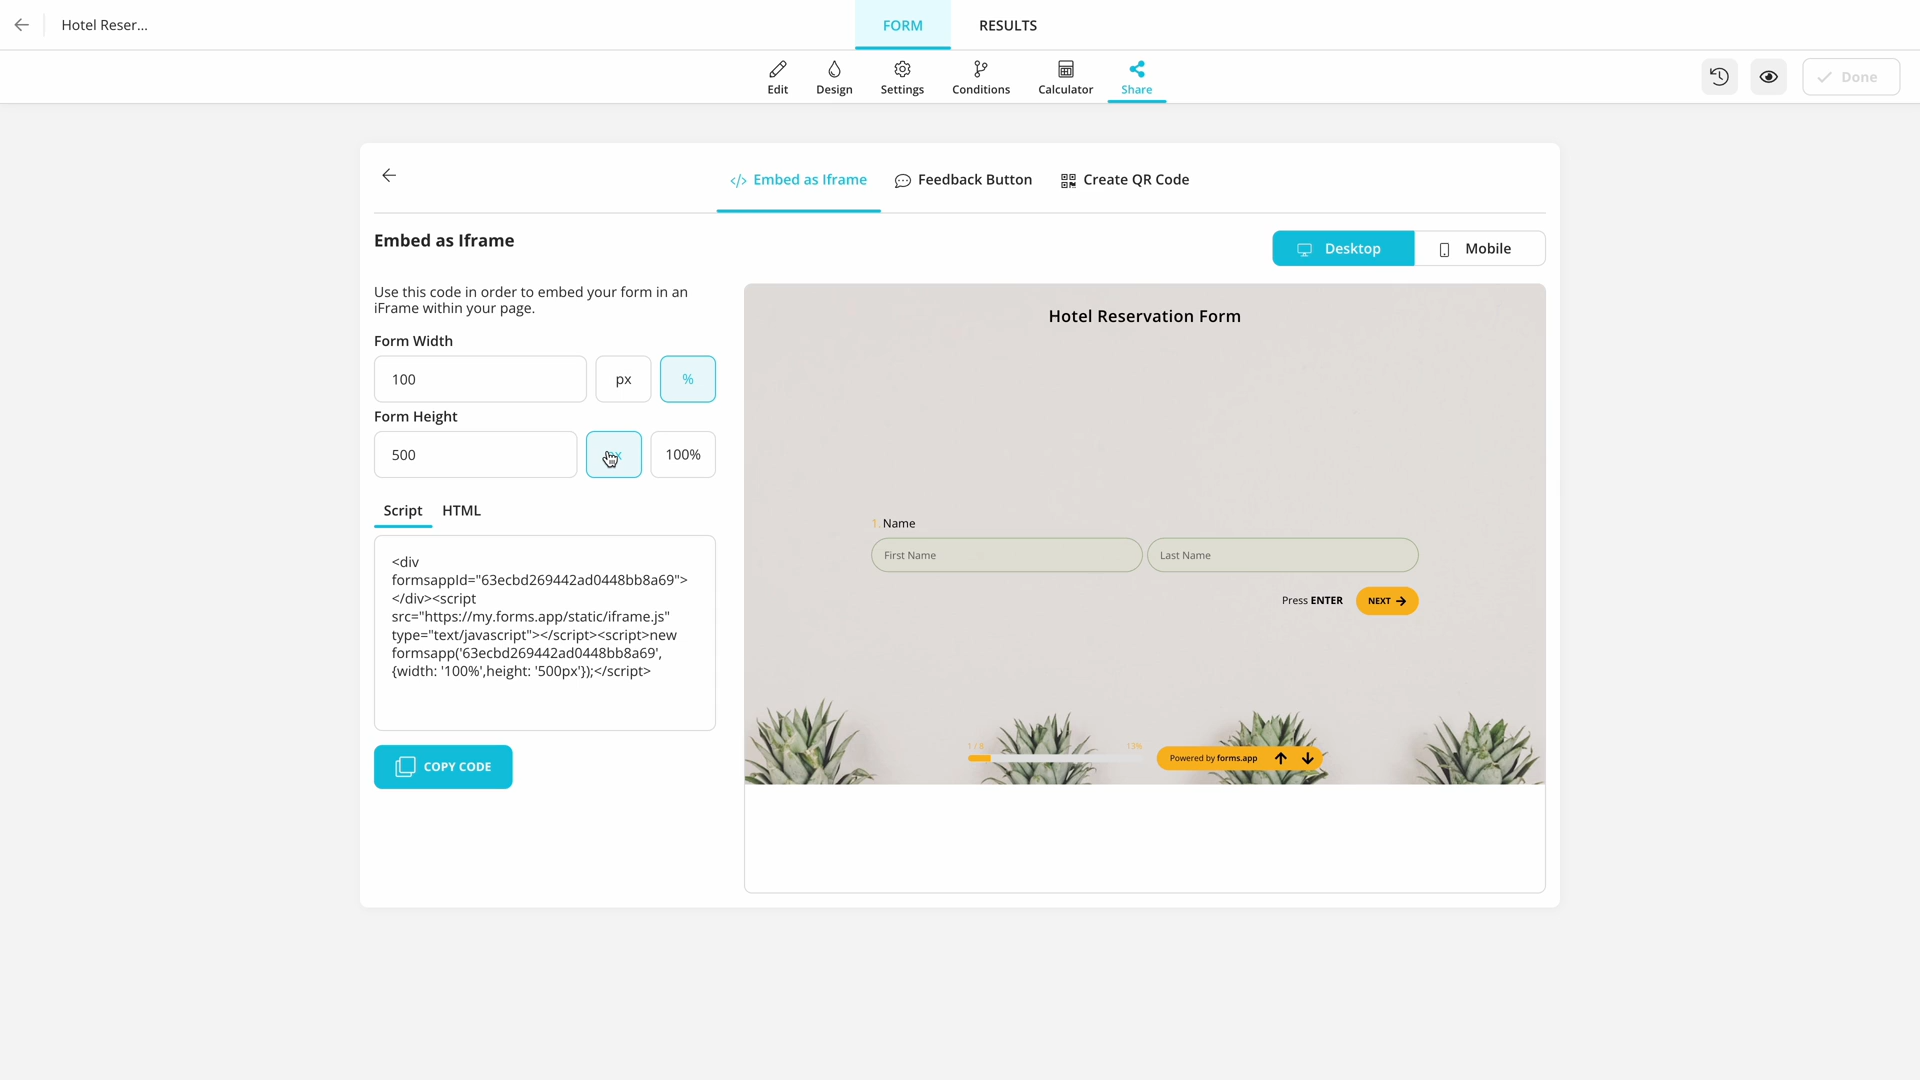 Hotel Reser...
FORM
RESULTS
Edit
Design
Settings
Conditions
Calculator
Share
Done
</> Embed as Iframe
Feedback Button
Create QR Code
Embed as Iframe
Desktop
Mobile
Use this code in order to embed your form in an
iFrame within your page.
Form Width
100
px
%
Form Height
500
100%
Script
HTML
<div
formsappId="63ecbd269442ad0448bb8a69">
</div><script
src="https://my.forms.app/static/iframe.js"
type="text/javascript"></script><script>new
formsapp('63ecbd269442ad0448bb8a69',
{width: '100%',height: '500px'});</script>
COPY CODE
Hotel Reservation Form
1. Name
First Name
Last Name
Press ENTER
NEXT
1 / 8
13%
Powered by forms.app